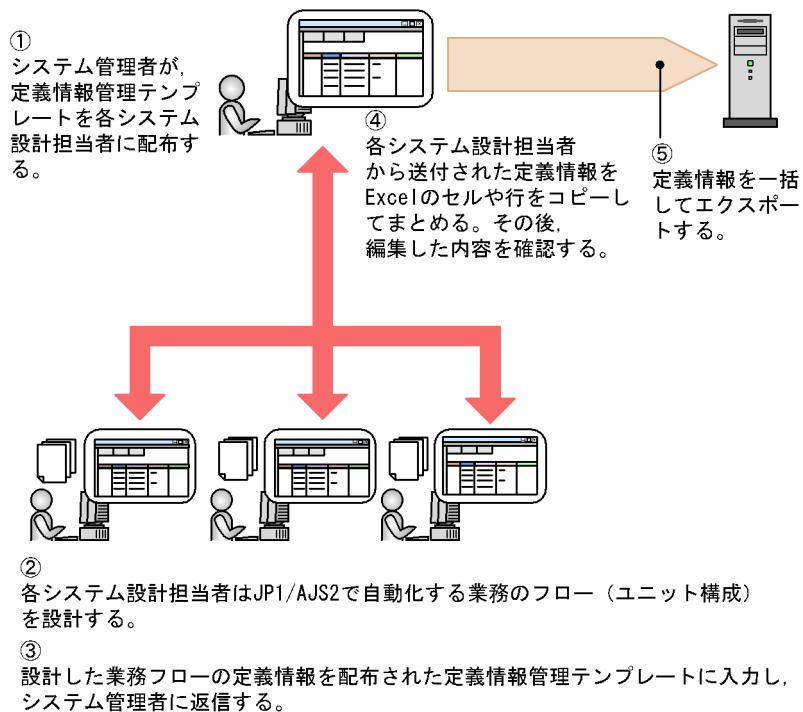 ①
システム管理者が,
定義情報管理テンプ
レートを各システム
設計担当者に配布す
る。
④
各システム設計担当者
から送付された定義情報を
Excelのセルや行をコピーし
てまとめる。その後,
編集した内容を確認する。
⑤
定義情報を一括
してエクスポー
トする。
②
各システム設計担当者はJP1/AJS2で自動化する業務のフロー（ユニット構成）
を設計する。
③
設計した業務フローの定義情報を配布された定義情報管理テンプレートに入力し,
システム管理者に返信する。